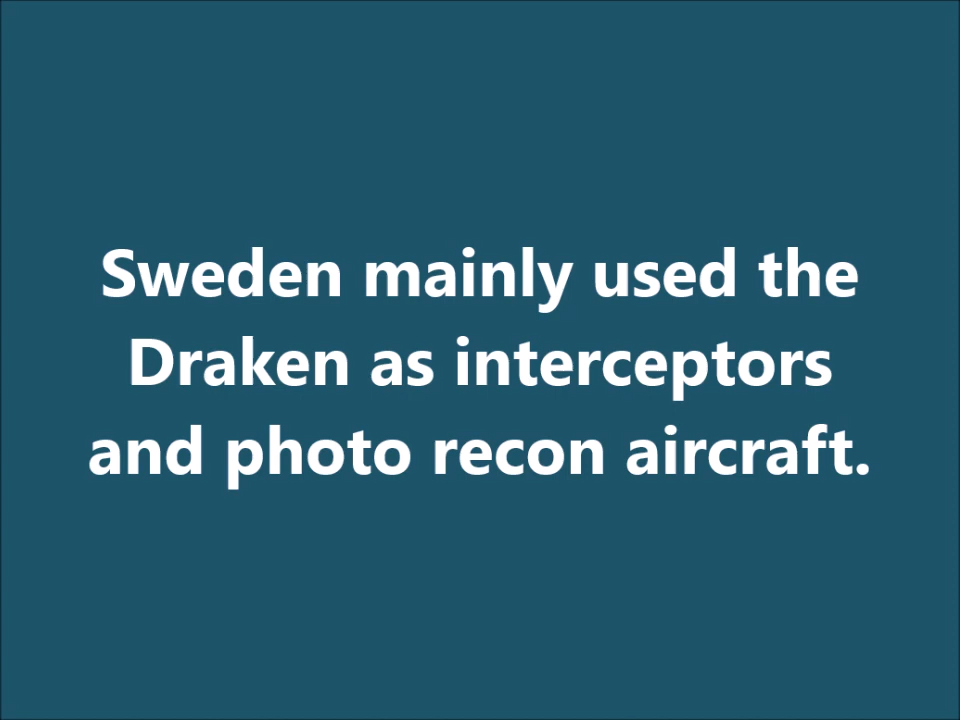 Sweden mainly used the
Draken as interceptors
and photo recon aircraft.